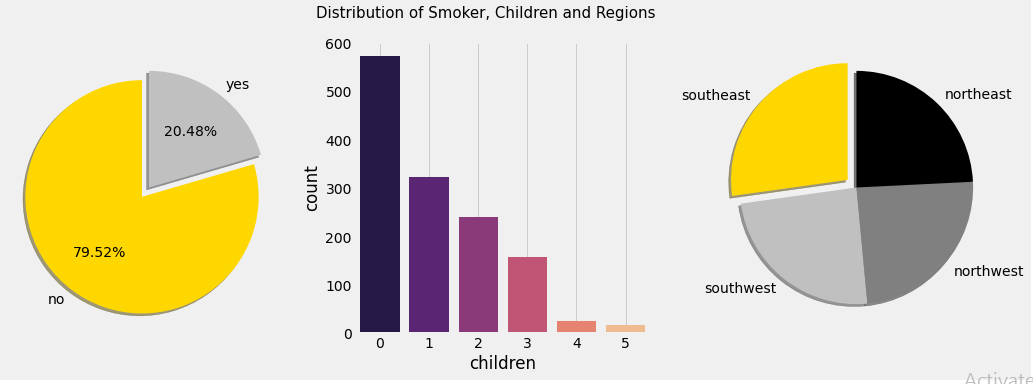 Distribution of Smoker, Children and Regions
yes
20.48%
79.52%
no
600
500
400
300
200
100
0
count
0 1 2 3 4 5
children
southeast
northeast
southwest
northwest
Activate